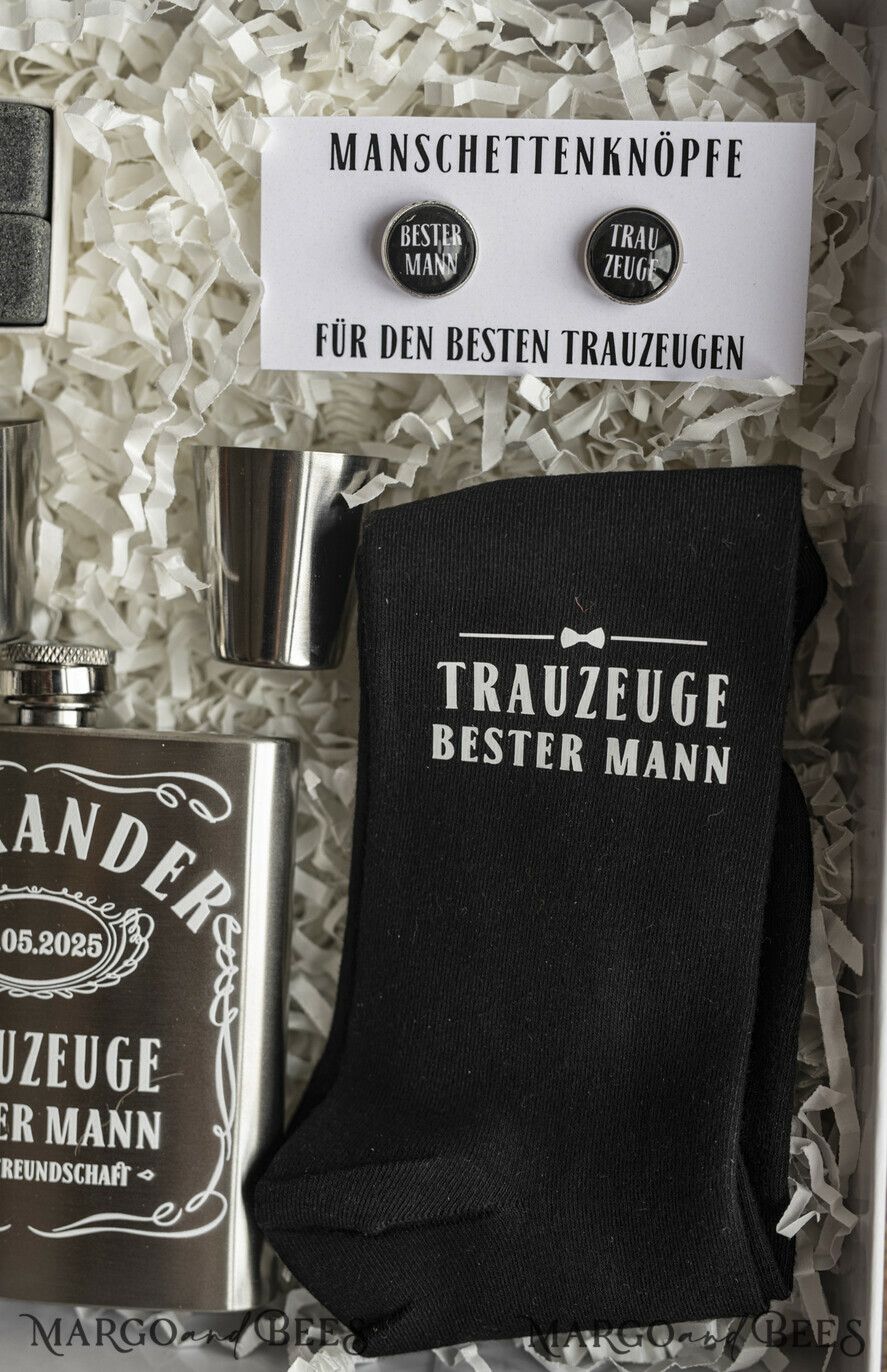 MANSCHETTENKNÖPFE
BESTER
MANN
TRAU
ZEUGE
FÜR DEN BESTEN TRAUZEUGEN
TRAUZEUGE
BESTER MANN
XANDER
.05.2025
UZEUGE
ER MANN
FREUNDSCHAFT
MARGO and BEES
MARGO and BEES